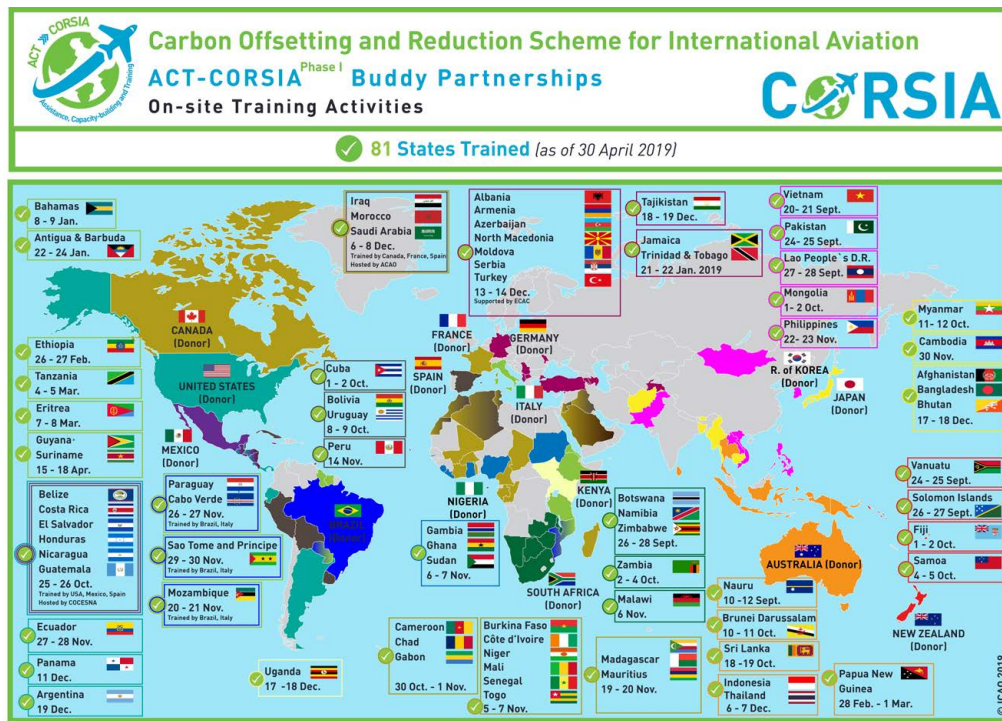 ACT CORSIA
Assistance, Capacity-building and Training
Carbon Offsetting and Reduction Scheme for International Aviation
ACT-CORSIA Phase I Buddy Partnerships
On-site Training Activities
CORSIA
81 States Trained (as of 30 April 2019)
Bahamas
8 - 9 Jan.
Antigua & Barbuda
22 - 24 Jan.
Iraq
Morocco
Saudi Arabia
6 - 8 Dec.
Trained by Canada, France, Spain
Hosted by ACAO
Albania
Armenia
Azerbaijan
North Macedonia
Moldova
Serbia
Turkey
13 - 14 Dec.
Supported by ECAC
Tajikistan
18 - 19 Dec.
Jamaica
Trinidad & Tobago
21 - 22 Jan. 2019
Vietnam
20 - 21 Sept.
Pakistan
24- 25 Sept.
Lao People`s D.R.
27 - 28 Sept.
Mongolia
1- 2 Oct.
Philippines
22- 23 Nov.
Myanmar
11- 12 Oct.
Cambodia
30 Nov.
Afghanistan
Bangladesh
Bhutan
17 - 18 Dec.
CANADA
(Donor)
UNITED STATES
(Donor)
MEXICO
(Donor)
FRANCE
(Donor)
GERMANY
(Donor)
SPAIN
(Donor)
ITALY
(Donor)
R. of KOREA
(Donor)
JAPAN
(Donor)
Ethiopia
26 - 27 Feb.
Tanzania
4 - 5 Mar.
Eritrea
7 - 8 Mar.
Guyana
Suriname
15 - 18 Apr.
Cuba
1 - 2 Oct.
Bolivia
Uruguay
8 - 9 Oct.
Peru
14 Nov.
Belize
Costa Rica
El Salvador
Honduras
Nicaragua
Guatemala
25 - 26 Oct.
Trained by USA, Mexico, Spain
Hosted by COCESNA
Paraguay
Cabo Verde
26 - 27 Nov.
Trained by Brazil, Italy
Sao Tome and Principe
29 - 30 Nov.
Trained by Brazil, Italy
Mozambique
20 - 21 Nov.
Trained by Brazil, Italy
BRAZIL
(Donor)
NIGERIA
(Donor)
KENYA
(Donor)
Gambia
Ghana
Sudan
6 - 7 Nov.
SOUTH AFRICA
(Donor)
Botswana
Namibia
Zimbabwe
26 - 28 Sept.
Zambia
2 - 4 Oct.
Malawi
6 Nov.
AUSTRALIA (Donor)
NEW ZEALAND
(Donor)
Vanuatu
24 - 25 Sept.
Solomon Islands
26 - 27 Sept.
Fiji
1 - 2 Oct.
Samoa
4 - 5 Oct.
Nauru
10 -12 Sept.
Brunei Darussalam
10 - 11 Oct.
Sri Lanka
18 -19 Oct.
Indonesia
Thailand
6 - 7 Dec.
Papua New
Guinea
28 Feb. - 1 Mar.
Ecuador
27 - 28 Nov.
Panama
11 Dec.
Argentina
19 Dec.
Uganda
17 -18 Dec.
Cameroon
Chad
Gabon
30 Oct. - 1 Nov.
Burkina Faso
Côte d'Ivoire
Niger
Mali
Senegal
Togo
5 - 7 Nov.
Madagascar
Mauritius
19 - 20 Nov.